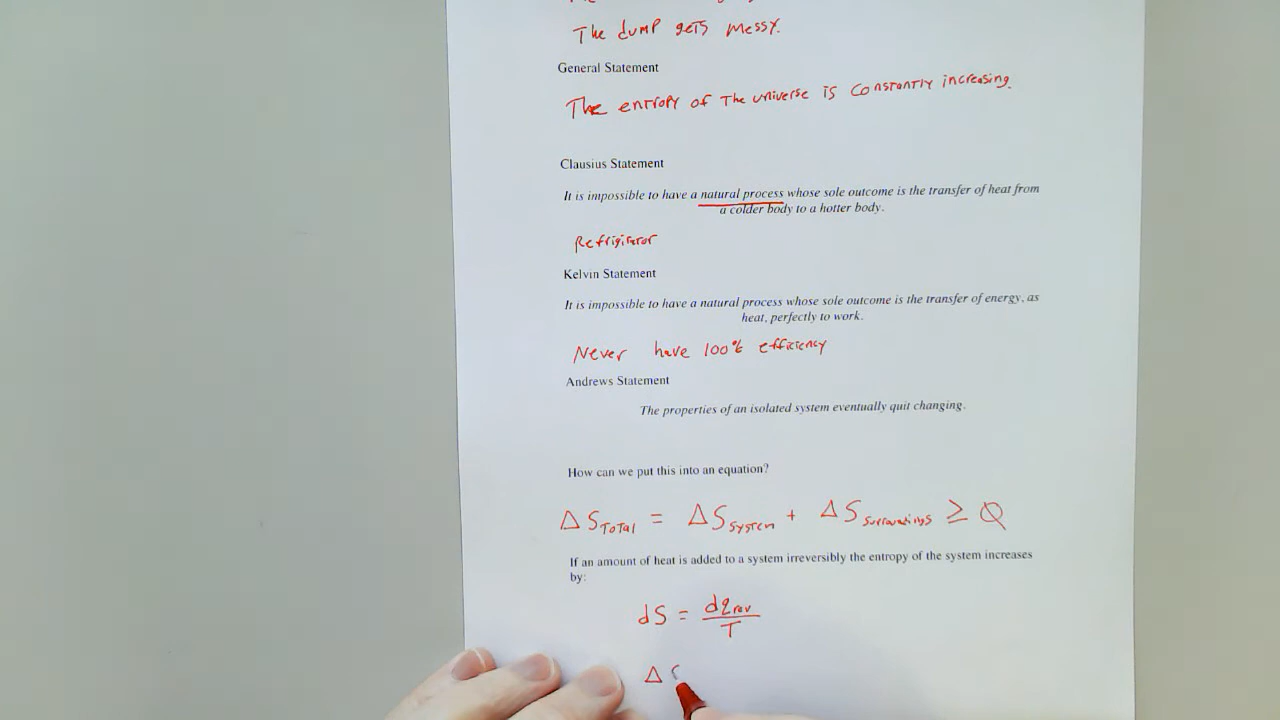 The dump gets messy.
General Statement
The entropy of The universe is constantly increasing.
Clausius Statement
It is impossible to have a natural process whose sole outcome is the transfer of heat from
a colder body to a hotter body.
Refrigirator
Kelvin Statement
It is impossible to have a natural process whose sole outcome is the transfer of energy, as
heat, perfectly to work.
Never have 100% efficiency
Andrews Statement
The properties of an isolated system eventually quit changing.
How can we put this into an equation?
ΔS_Total = ΔS_System + ΔS_Surroundings ≥ 0
If an amount of heat is added to a system irreversibly the entropy of the system increases
by:
dS = dq_rev / T
Δ